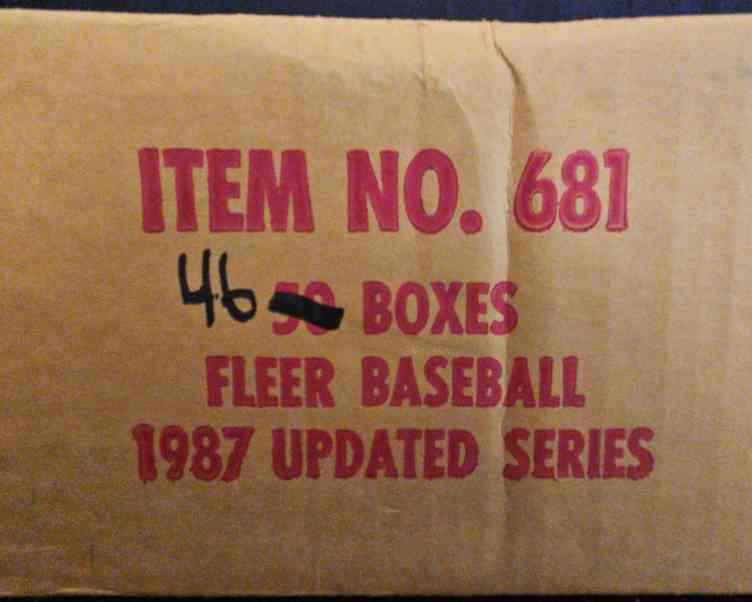 ITEM NO. 681
46 50 BOXES
FLEER BASEBALL
1987 UPDATED SERIES